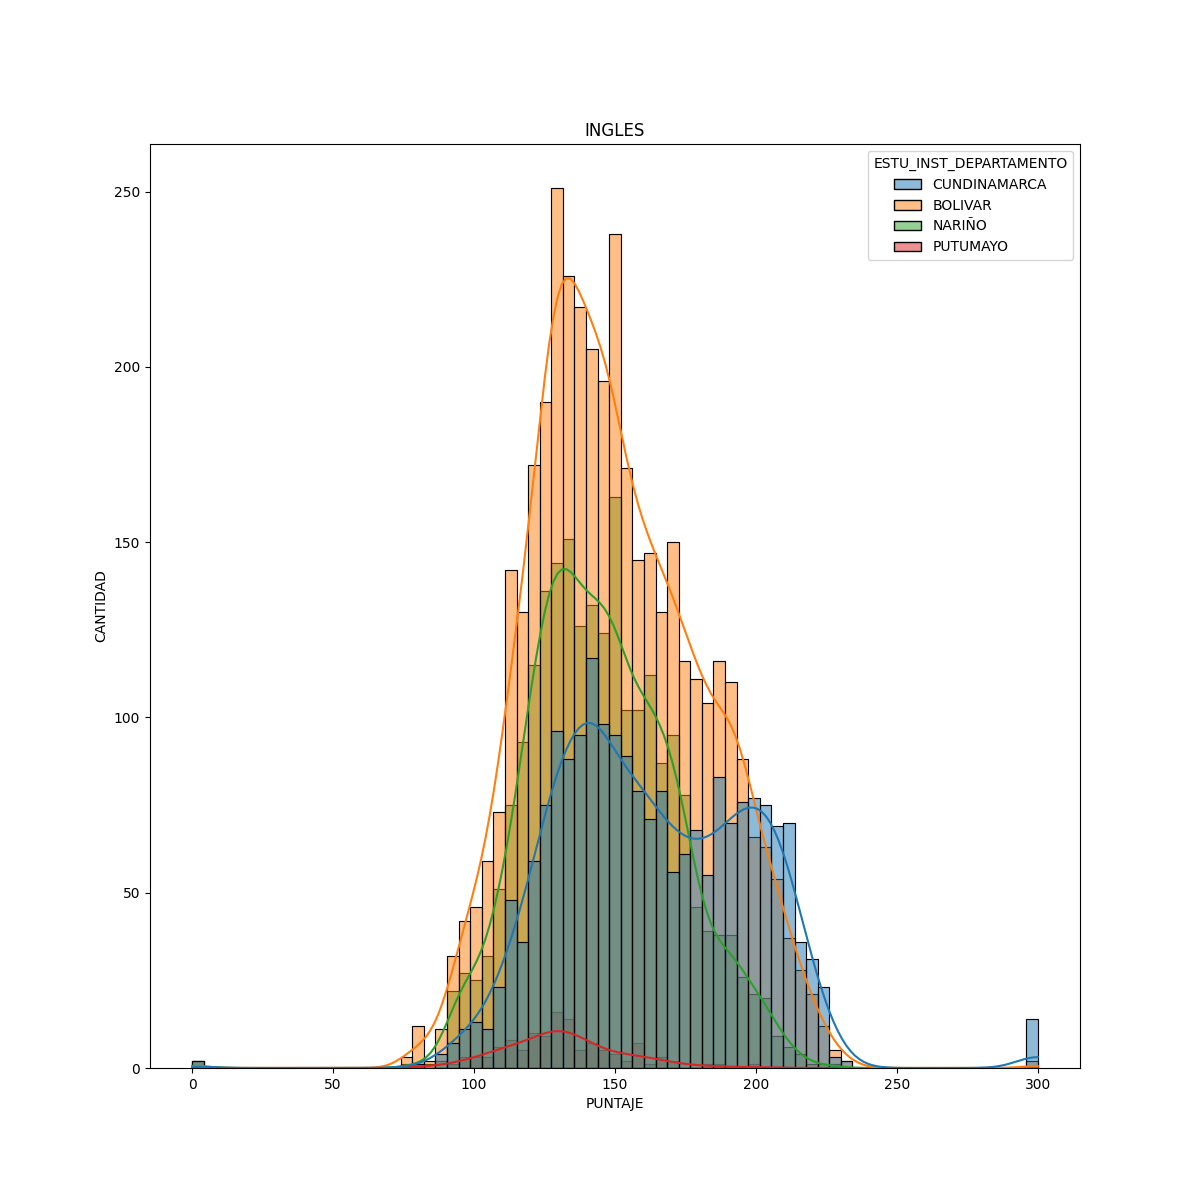 INGLES
ESTU_INST_DEPARTAMENTO
CUNDINAMARCA
BOLIVAR
NARIÑO
PUTUMAYO
CANTIDAD
250
200
150
100
50
0
0 50 100 150 200 250 300
PUNTAJE